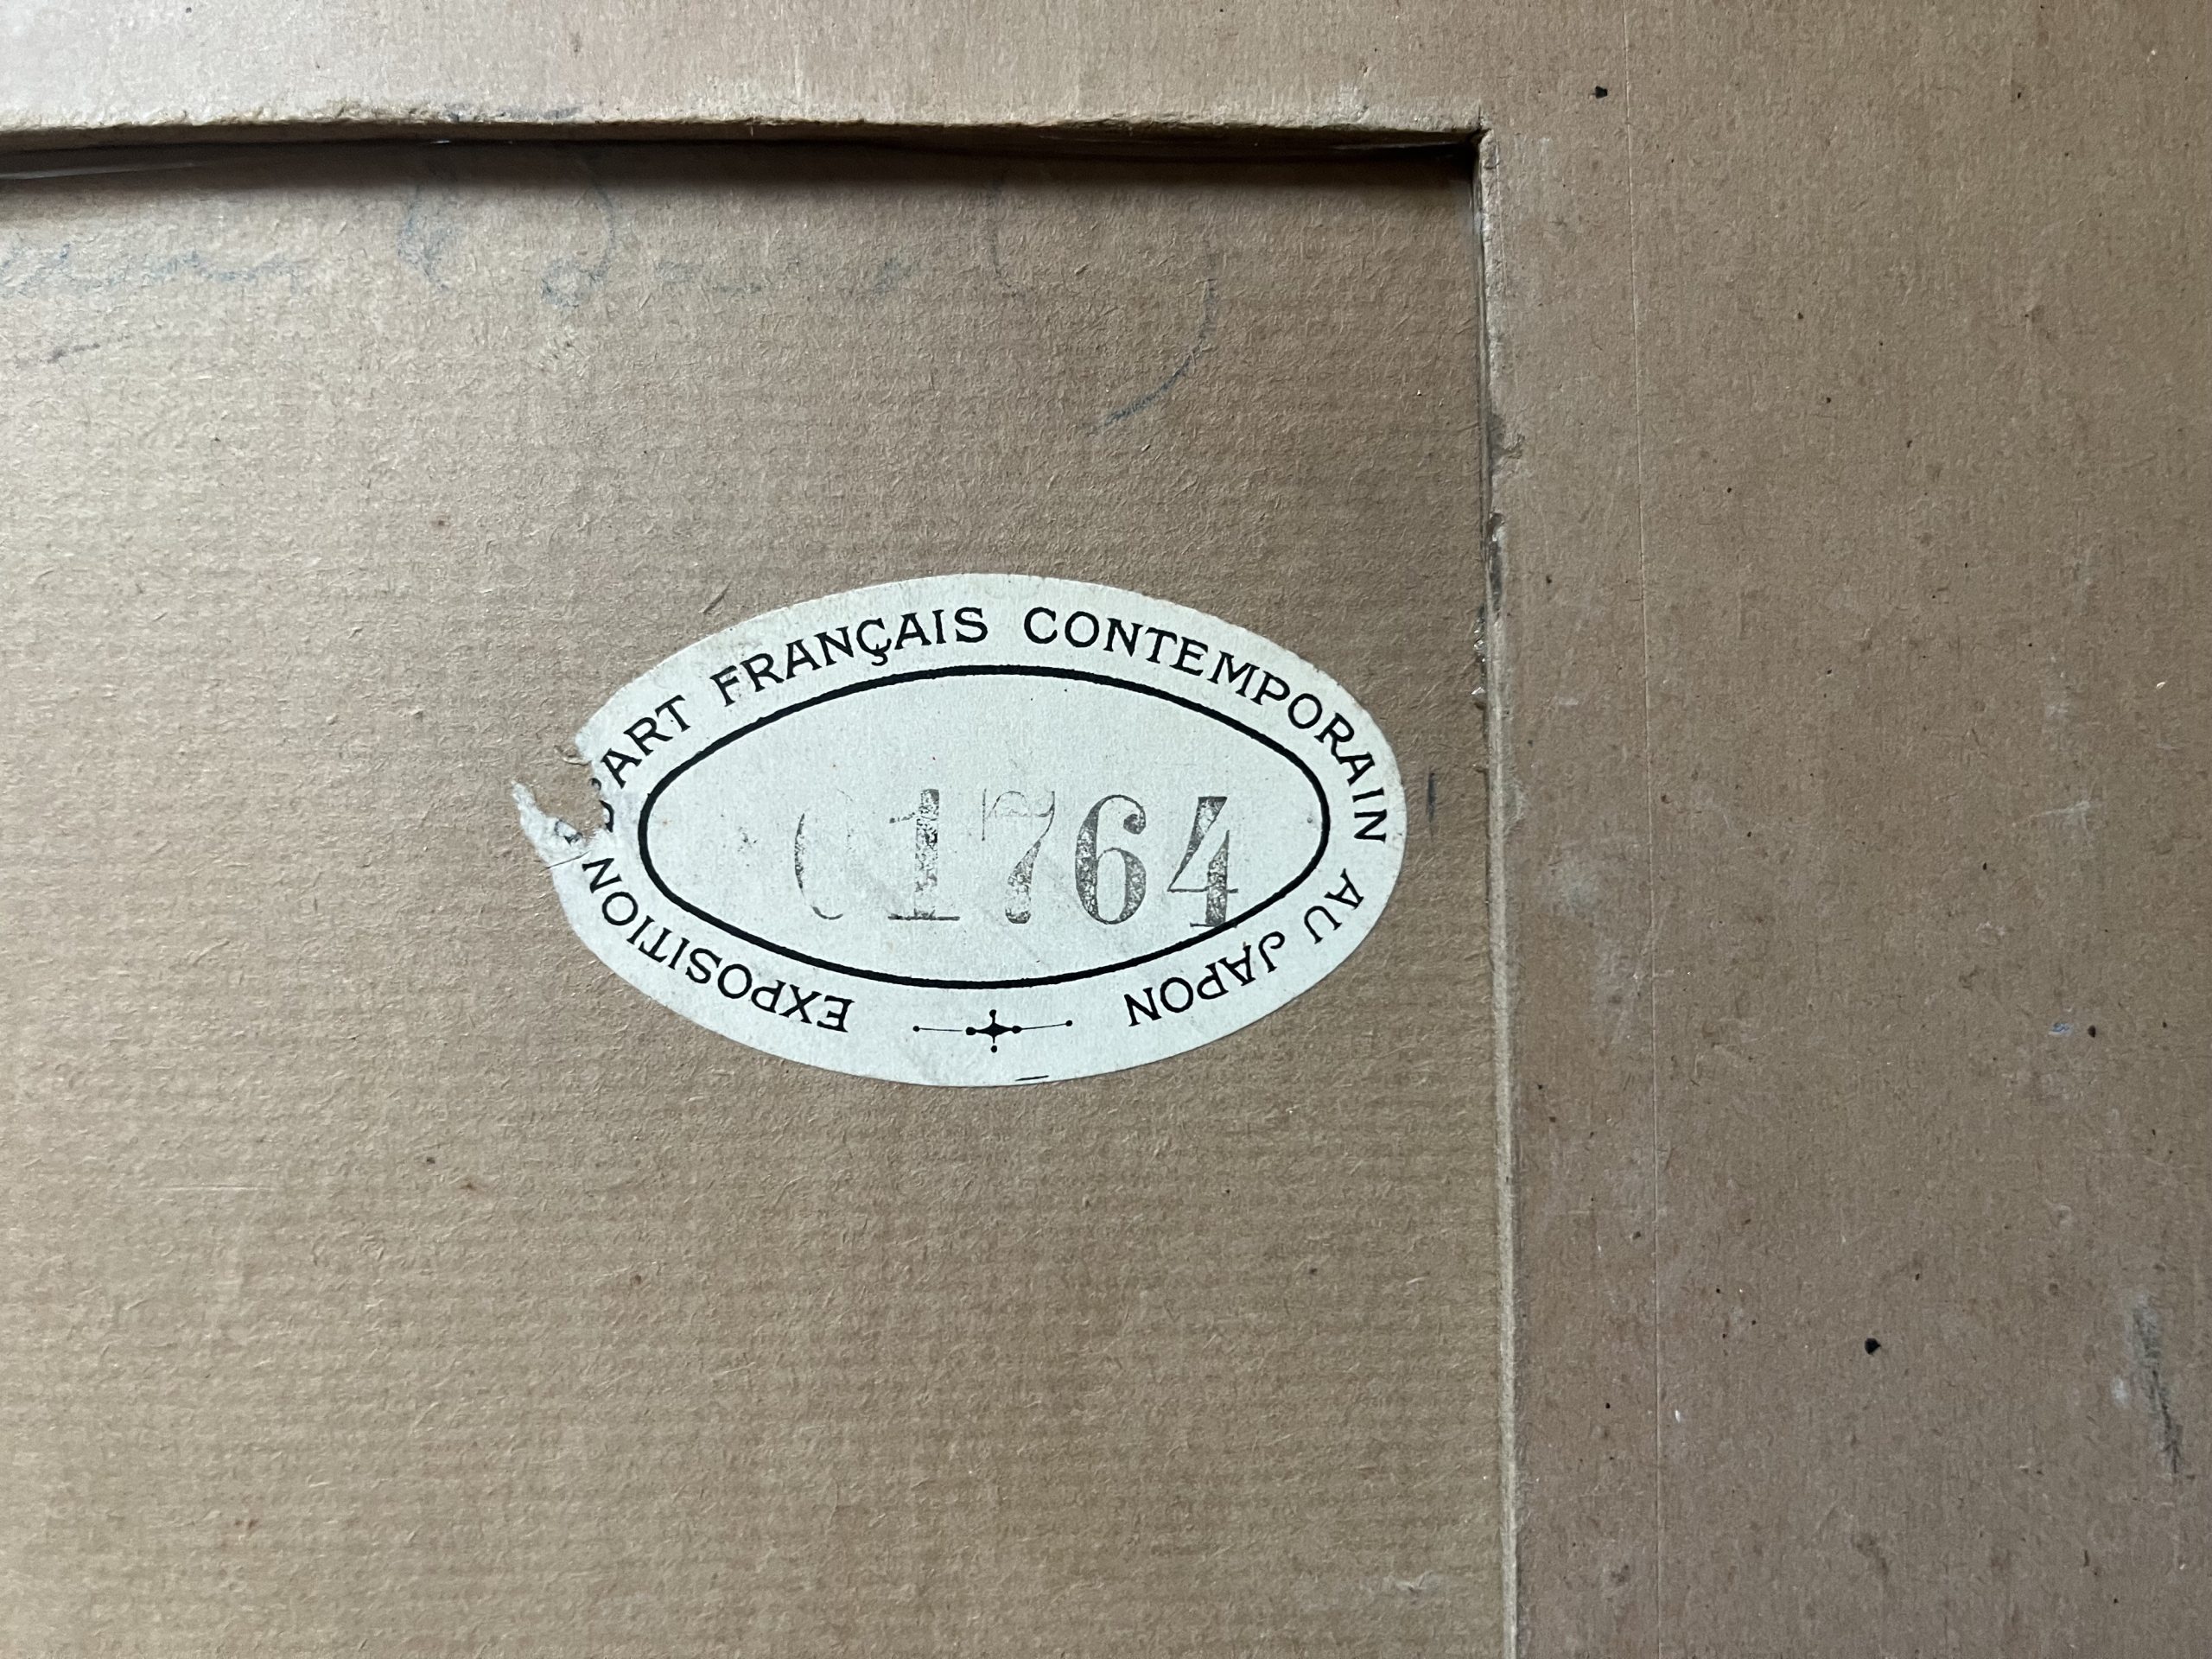 EXPOSITION D'ART FRANÇAIS CONTEMPORAIN AU JAPON
01764